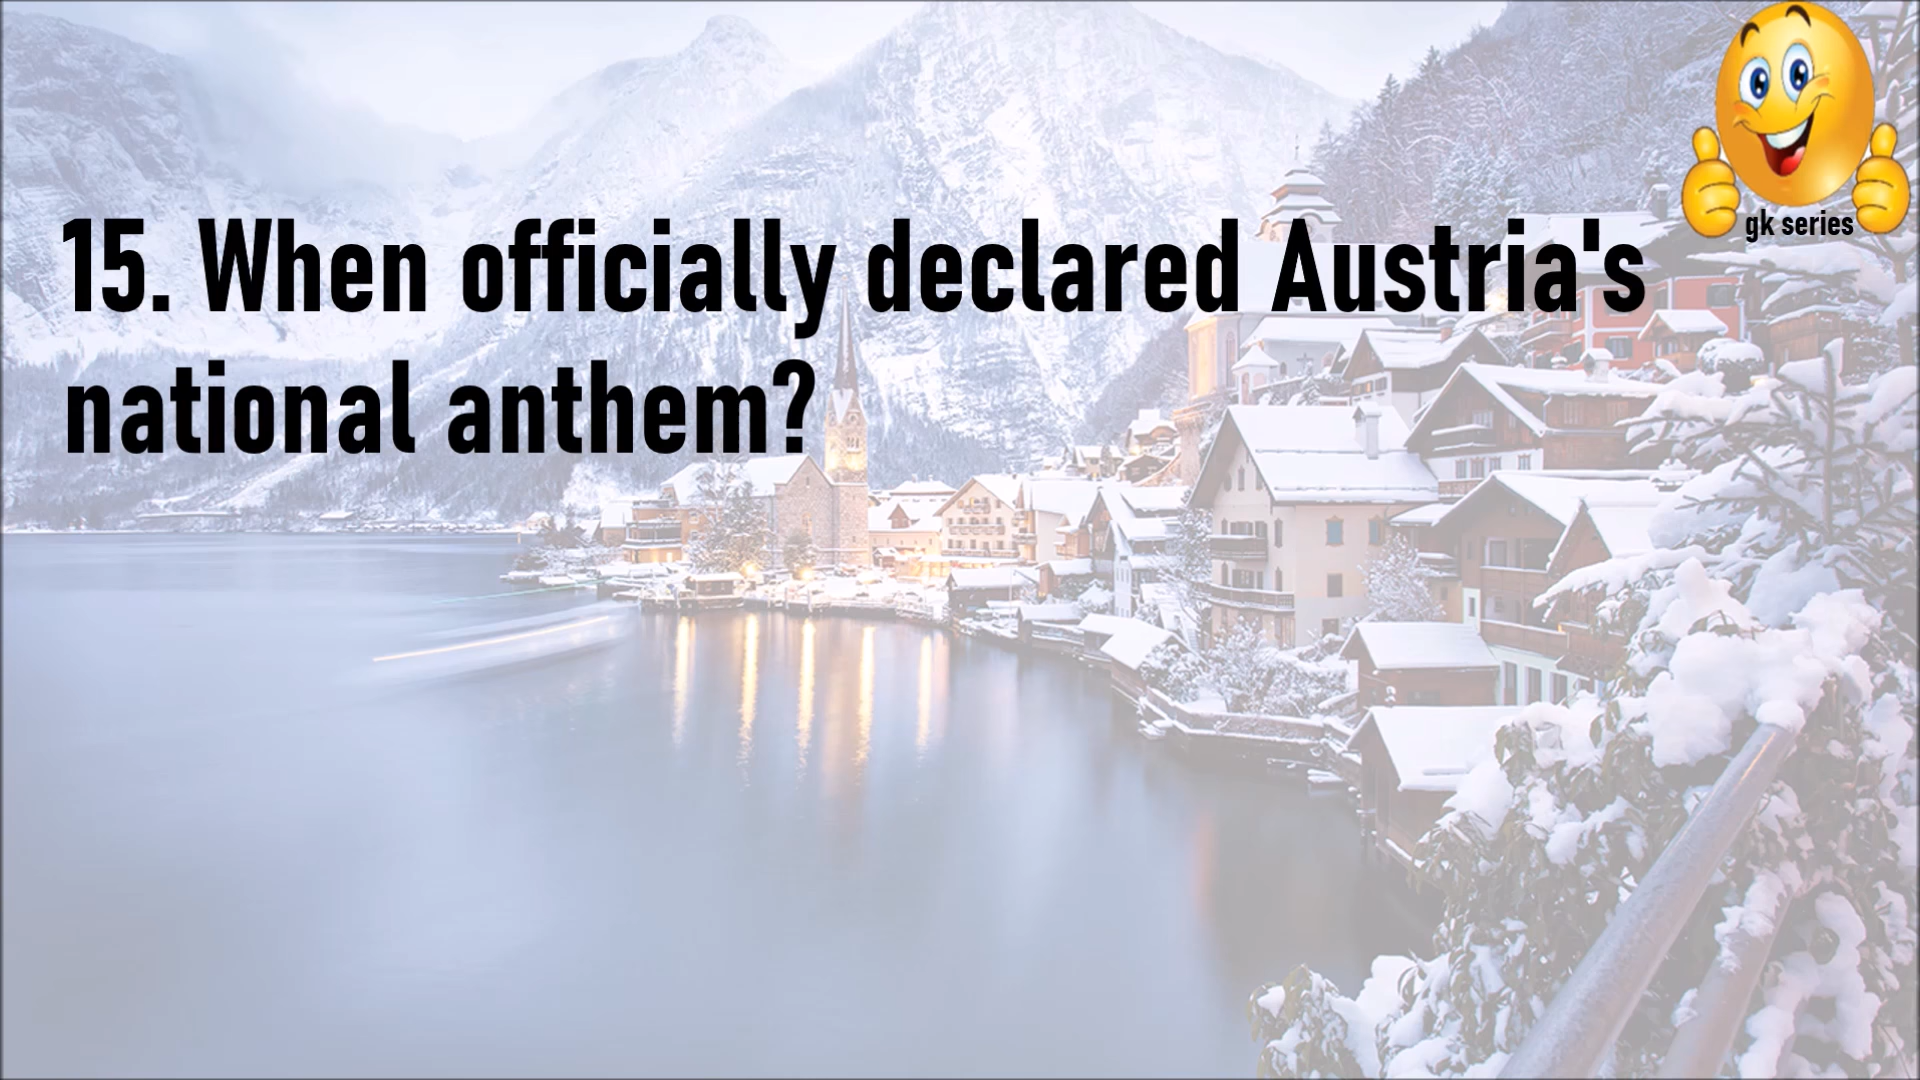 gk series
15. When officially declared Austria's
national anthem?